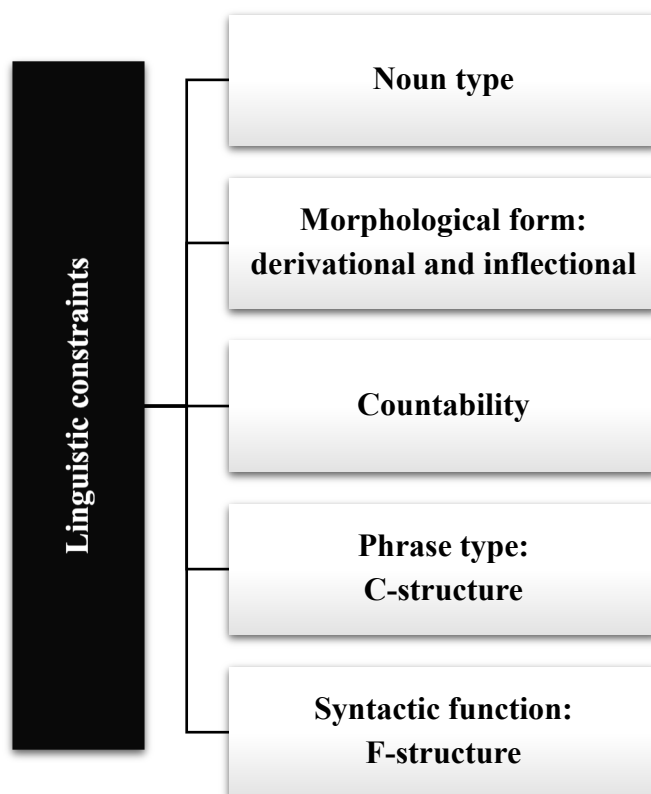 Linguistic constraints
Noun type
Morphological form:
derivational and inflectional
Countability
Phrase type:
C-structure
Syntactic function:
F-structure